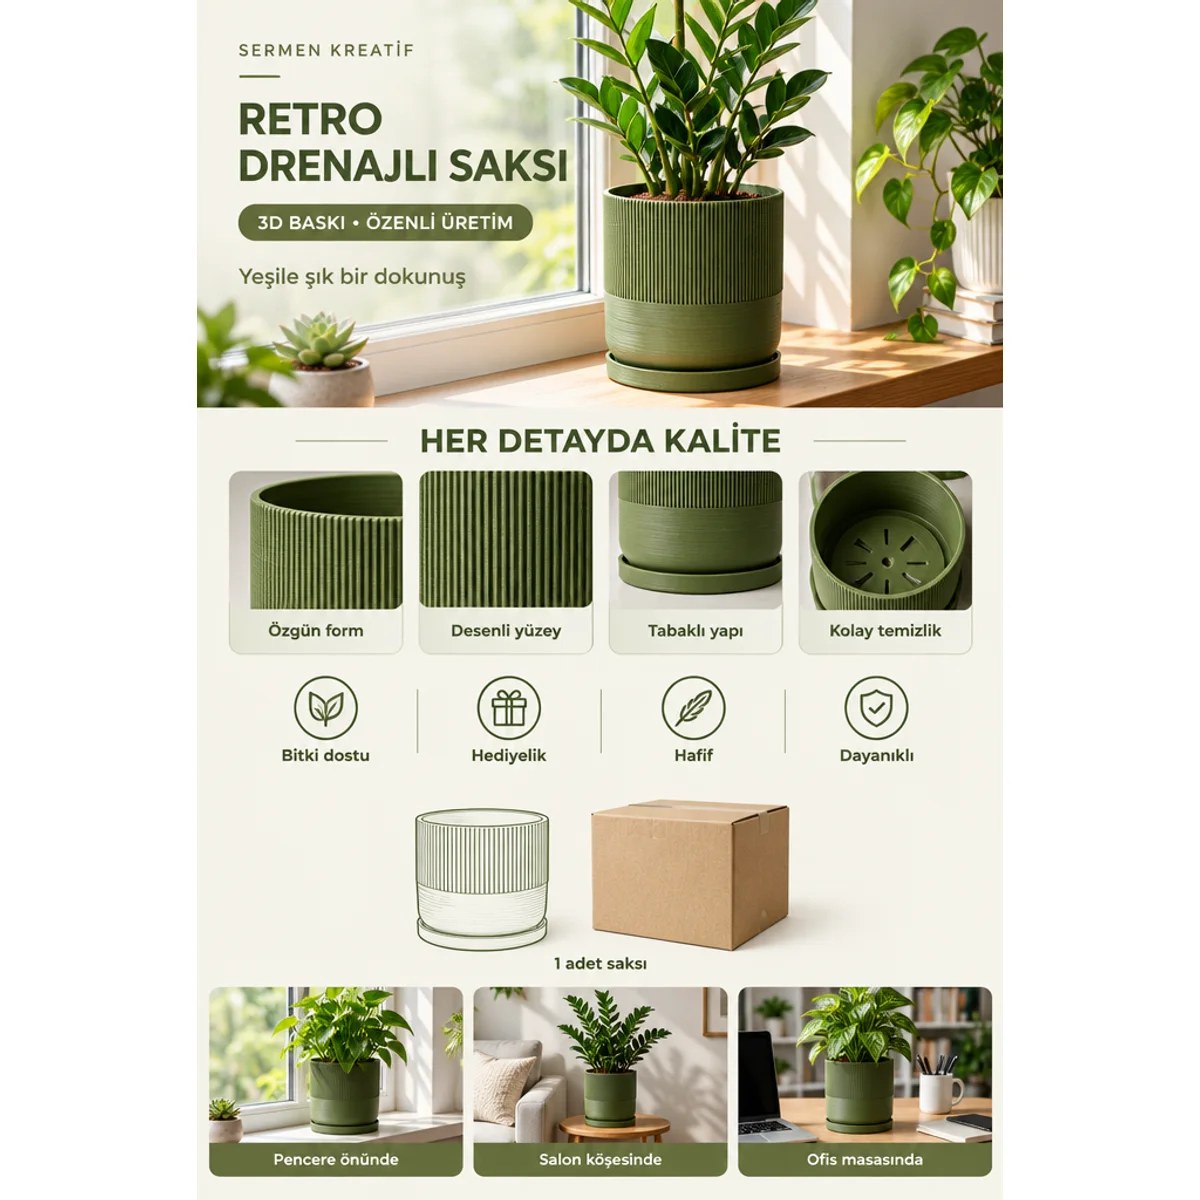 SERMEN KREATİF
RETRO
DRENAJLI SAKSI
3D BASKI • ÖZENLİ ÜRETİM
Yeşile şık bir dokunuş
HER DETAYDA KALİTE
Özgün form
Desenli yüzey
Tabaklı yapı
Kolay temizlik
Bitki dostu
Hediyelik
Hafif
Dayanıklı
1 adet saksı
Pencere önünde
Salon köşesinde
Ofis masasında